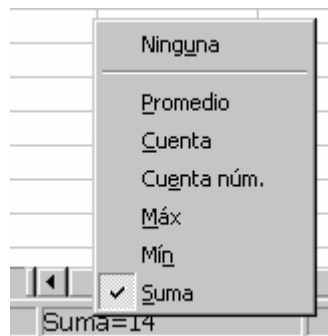 Ninguna
Promedio
Cuenta
Cuenta núm.
Máx
Mín
Suma
Suma=14